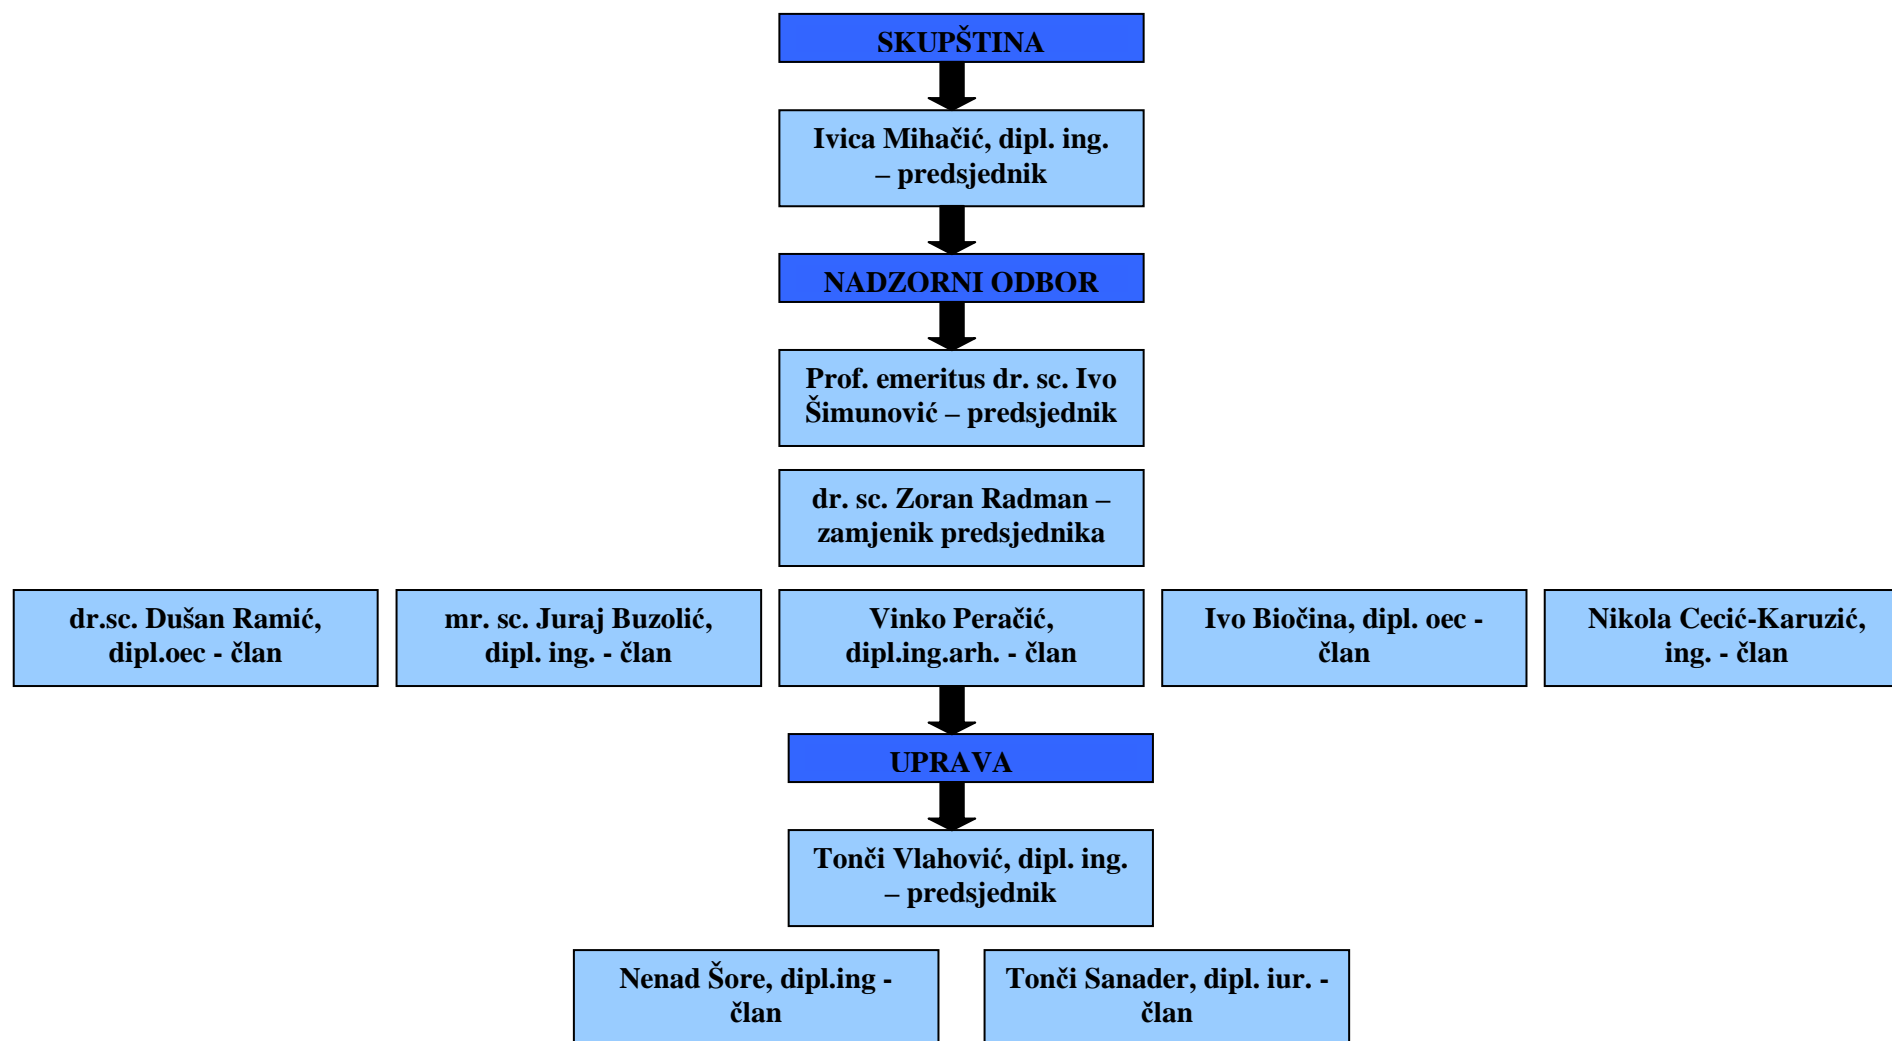 SKUPŠTINA
Ivica Mihačić, dipl. ing.
– predsjednik
NADZORNI ODBOR
Prof. emeritus dr. sc. Ivo
Šimunović – predsjednik
dr. sc. Zoran Radman –
zamjenik predsjednika
dr.sc. Dušan Ramić,
dipl.oec - član
mr. sc. Juraj Buzolić,
dipl. ing. - član
Vinko Peračić,
dipl.ing.arh. - član
Ivo Biočina, dipl. oec -
član
Nikola Cecić-Karuzić,
ing. - član
UPRAVA
Tonči Vlahović, dipl. ing.
– predsjednik
Nenad Šore, dipl.ing -
član
Tonči Sanader, dipl. iur. -
član